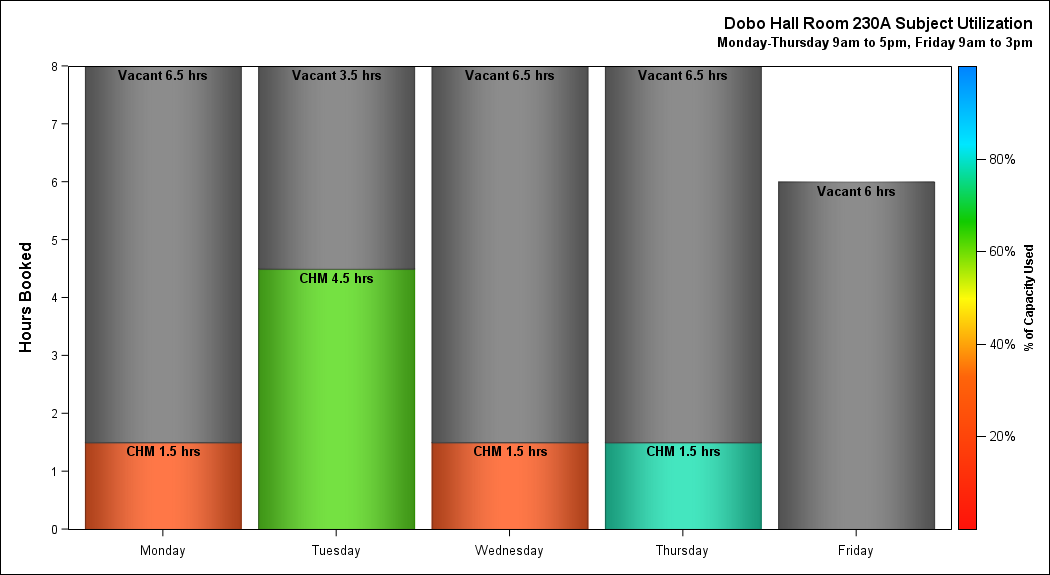 Dobo Hall Room 230A Subject Utilization
Monday-Thursday 9am to 5pm, Friday 9am to 3pm
Hours Booked
8
7
6
5
4
3
2
1
0
Vacant 6.5 hrs
CHM 1.5 hrs
Vacant 3.5 hrs
CHM 4.5 hrs
Vacant 6.5 hrs
CHM 1.5 hrs
Vacant 6.5 hrs
CHM 1.5 hrs
Vacant 6 hrs
Monday
Tuesday
Wednesday
Thursday
Friday
80%
60%
40%
20%
% of Capacity Used